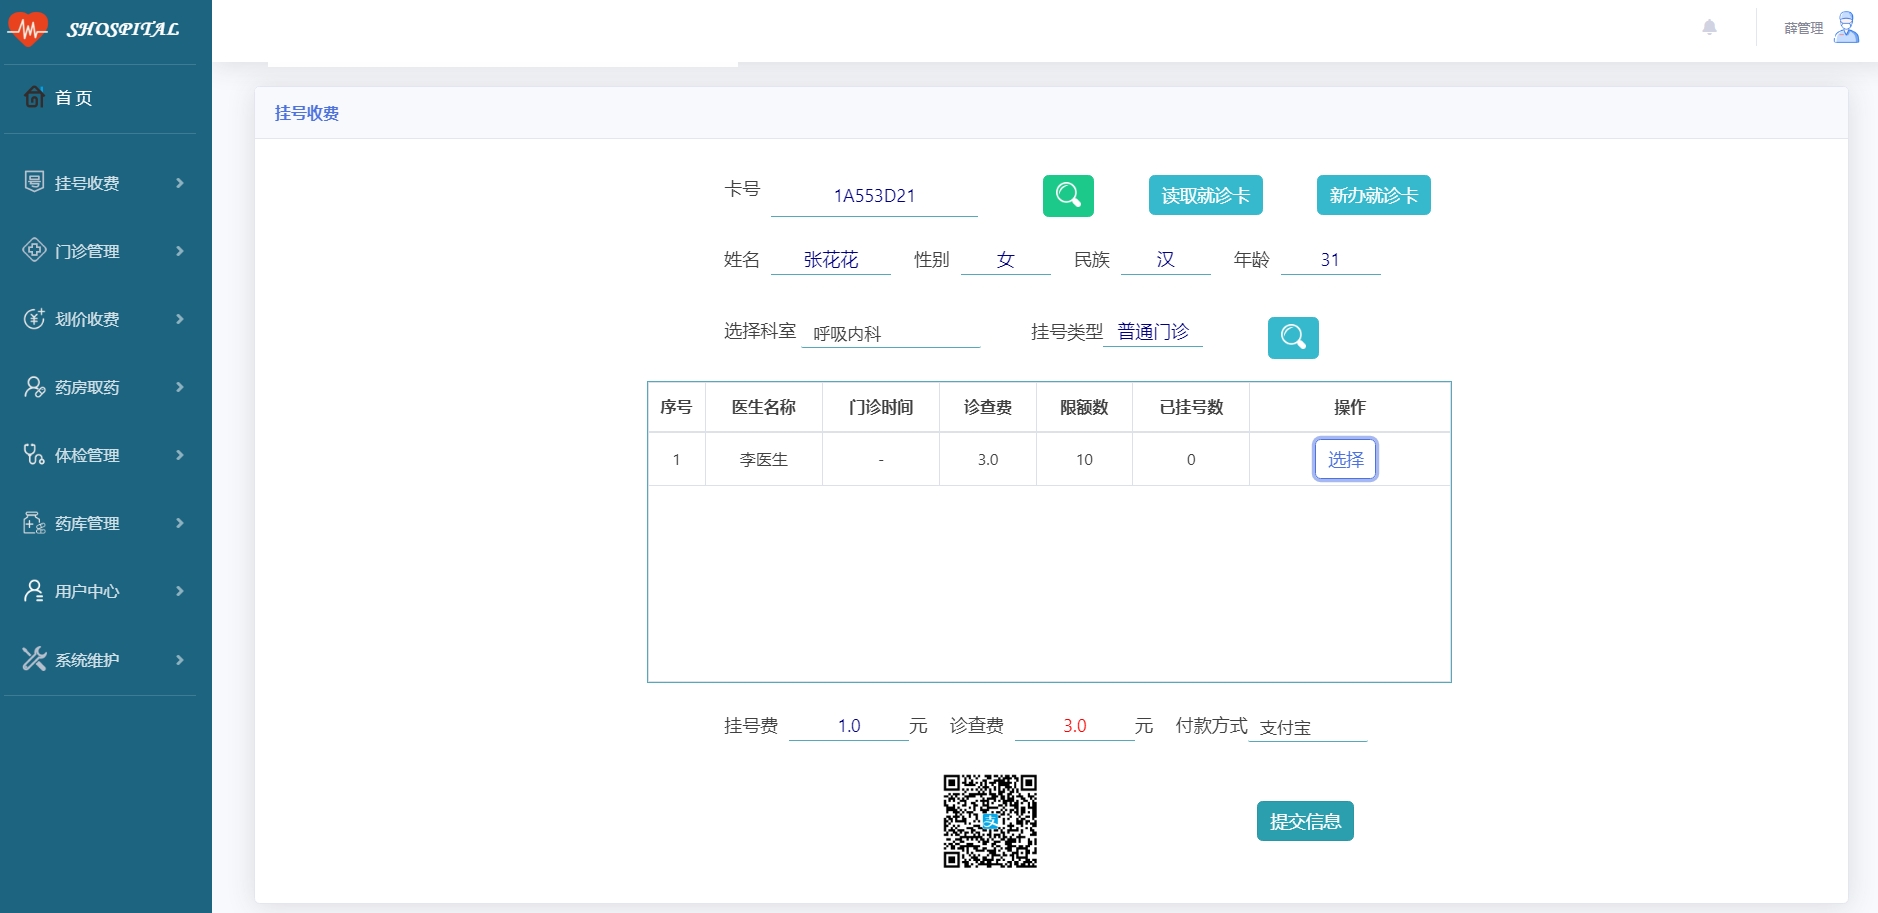 SHOSPITAL
薛管理
首 页
挂号收费
门诊管理
划价收费
药房取药
体检管理
药库管理
用户中心
系统维护
挂号收费
卡号 1A553D21 读取就诊卡 新办就诊卡
姓名 张花花 性别 女 民族 汉 年龄 31
选择科室 呼吸内科 挂号类型 普通门诊
序号 医生名称 门诊时间 诊查费 限额数 已挂号数 操作
1 李医生 - 3.0 10 0 选择
挂号费 1.0 元 诊查费 3.0 元 付款方式 支付宝
支
提交信息